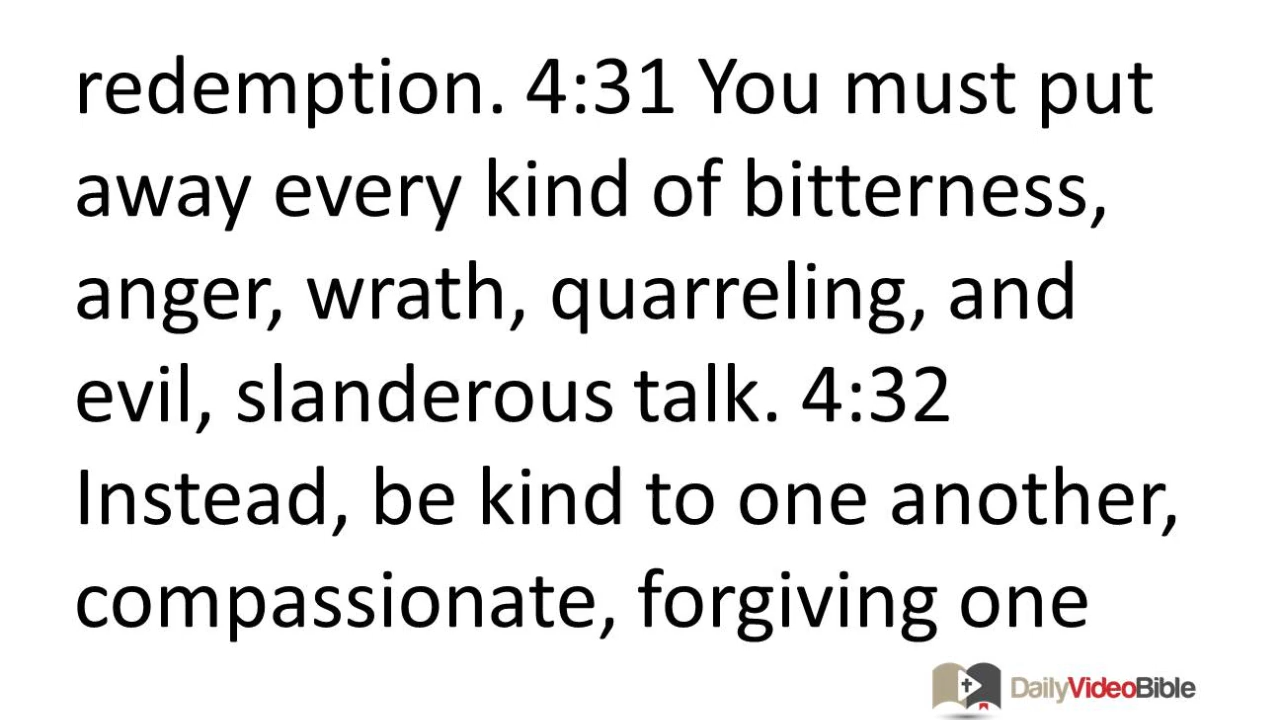 redemption. 4:31 You must put
away every kind of bitterness,
anger, wrath, quarreling, and
evil, slanderous talk. 4:32
Instead, be kind to one another,
compassionate, forgiving one
DailyVideoBible